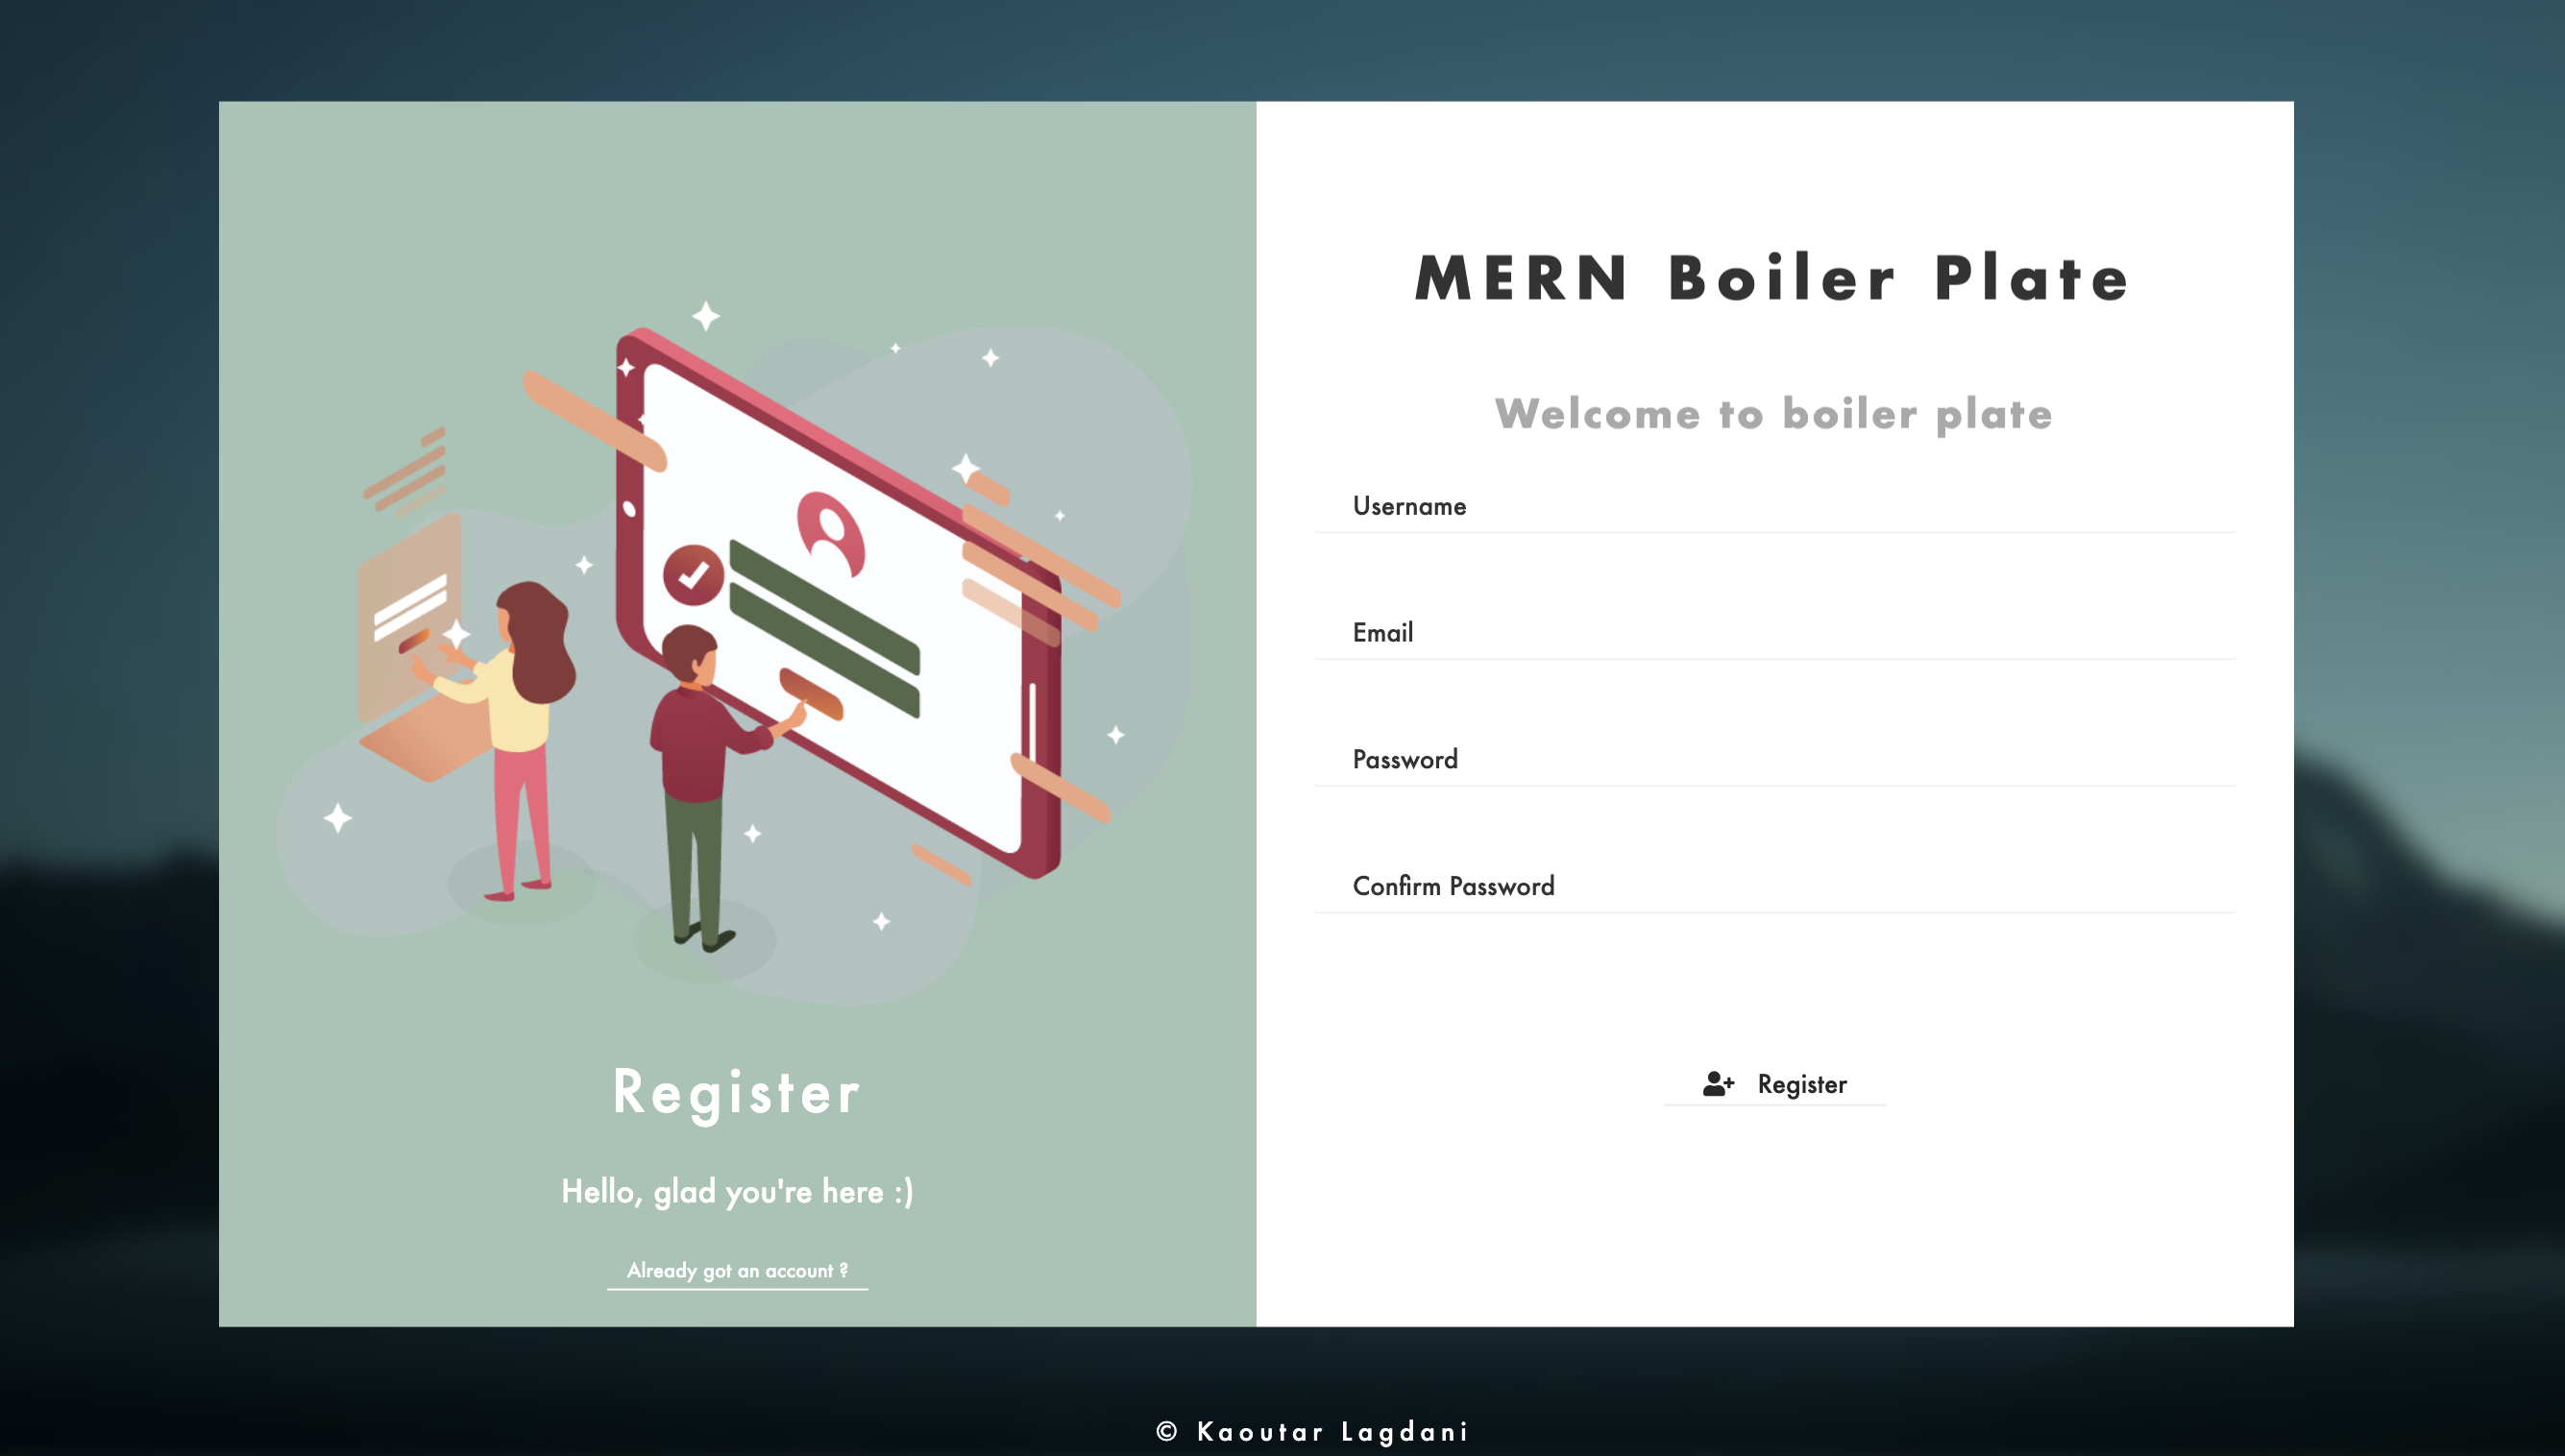 MERN Boiler Plate
Welcome to boiler plate
Username
Email
Password
Confirm Password
Register
Register
Hello, glad you're here :)
Already got an account ?
© Kaoutar Lagdani